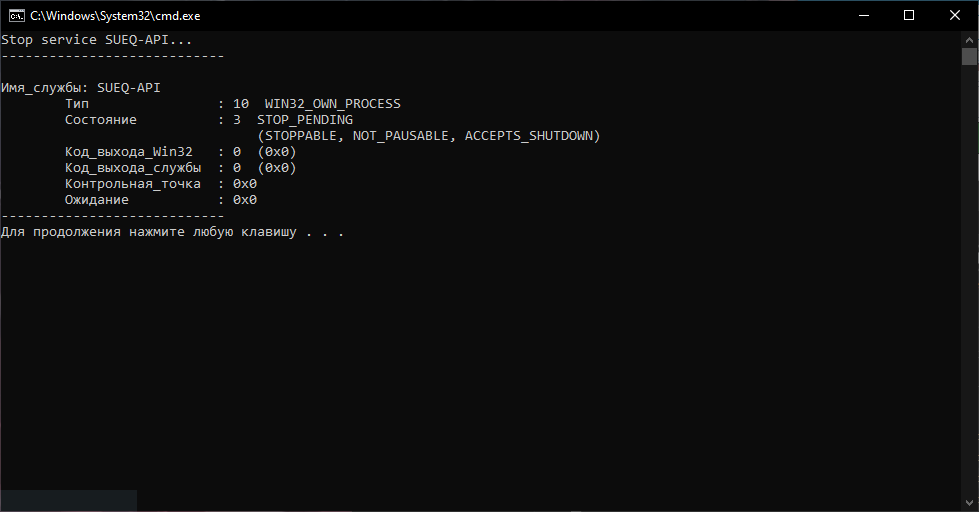 C:\Windows\System32\cmd.exe
Stop service SUEQ-API...
----------------------------
Имя_службы: SUEQ-API
        Тип                : 10  WIN32_OWN_PROCESS
        Состояние          : 3  STOP_PENDING
                                (STOPPABLE, NOT_PAUSABLE, ACCEPTS_SHUTDOWN)
        Код_выхода_Win32   : 0  (0x0)
        Код_выхода_службы  : 0  (0x0)
        Контрольная_точка  : 0x0
        Ожидание           : 0x0
----------------------------
Для продолжения нажмите любую клавишу . . .